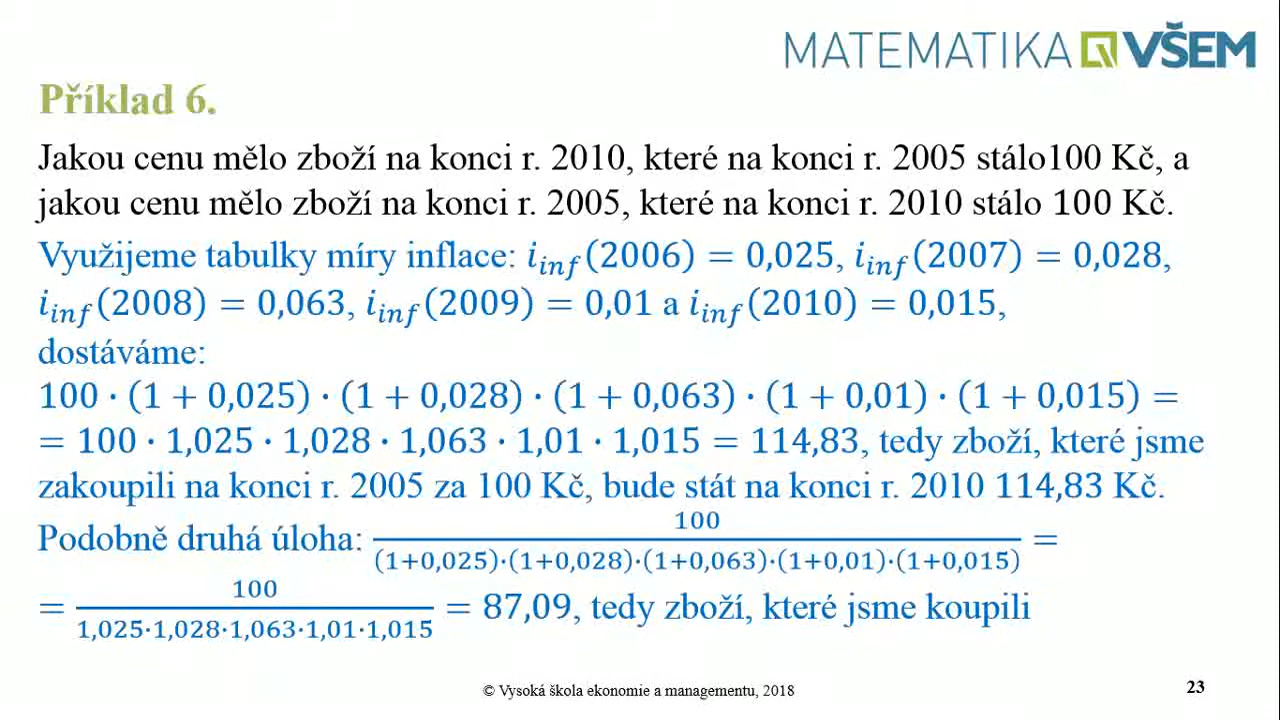 MATEMATIKA VŠEM
Příklad 6.
Jakou cenu mělo zboží na konci r. 2010, které na konci r. 2005 stálo100 Kč, a
jakou cenu mělo zboží na konci r. 2005, které na konci r. 2010 stálo 100 Kč.
Využijeme tabulky míry inflace: i_inf(2006) = 0,025, i_inf(2007) = 0,028,
i_inf(2008) = 0,063, i_inf(2009) = 0,01 a i_inf(2010) = 0,015,
dostáváme:
100 · (1 + 0,025) · (1 + 0,028) · (1 + 0,063) · (1 + 0,01) · (1 + 0,015) =
= 100 · 1,025 · 1,028 · 1,063 · 1,01 · 1,015 = 114,83, tedy zboží, které jsme
zakoupili na konci r. 2005 za 100 Kč, bude stát na konci r. 2010 114,83 Kč.
Podobně druhá úloha: 100 / (1+0,025)·(1+0,028)·(1+0,063)·(1+0,01)·(1+0,015) =
= 100 / 1,025·1,028·1,063·1,01·1,015 = 87,09, tedy zboží, které jsme koupili
© Vysoká škola ekonomie a managementu, 2018
23